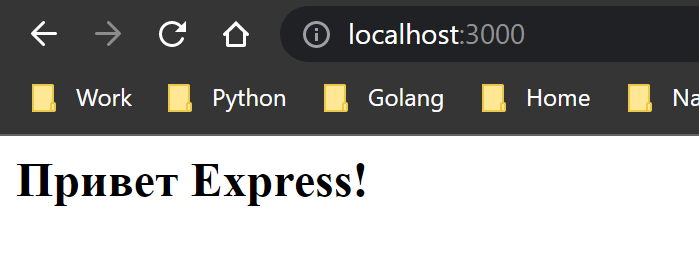 localhost:3000
Work Python Golang Home Na
Привет Express!